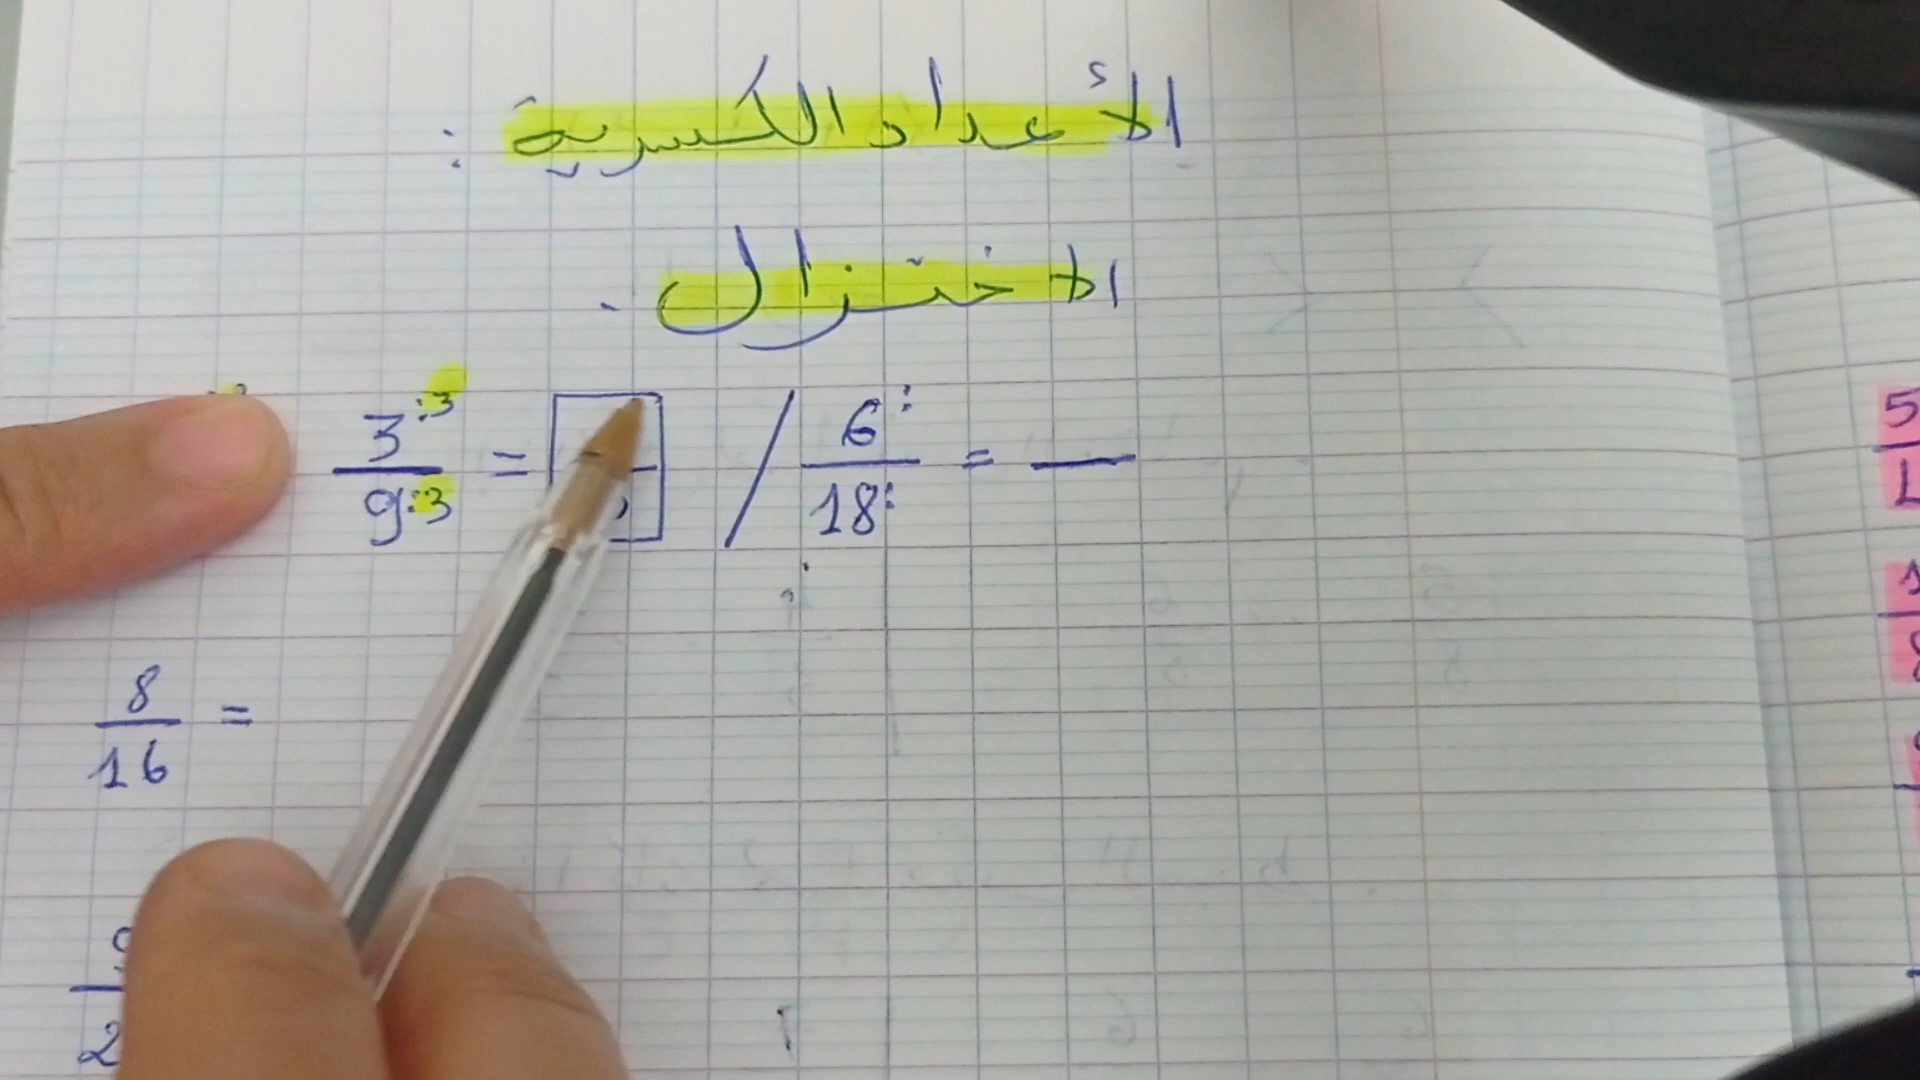 الأعداد الكسرية :
الاختزال .
3:3 / 9:3 = / 6: / 18: =
8/16 =